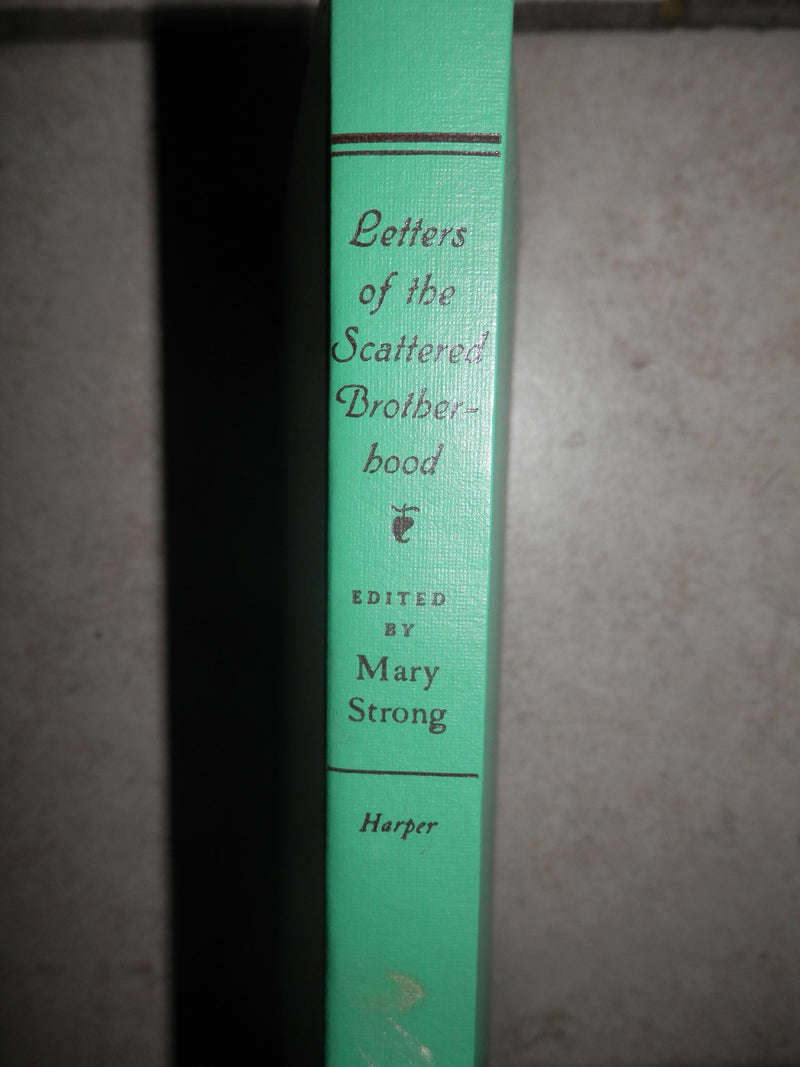 Letters
of the
Scattered
Brother-
hood
EDITED
BY
Mary
Strong
Harper